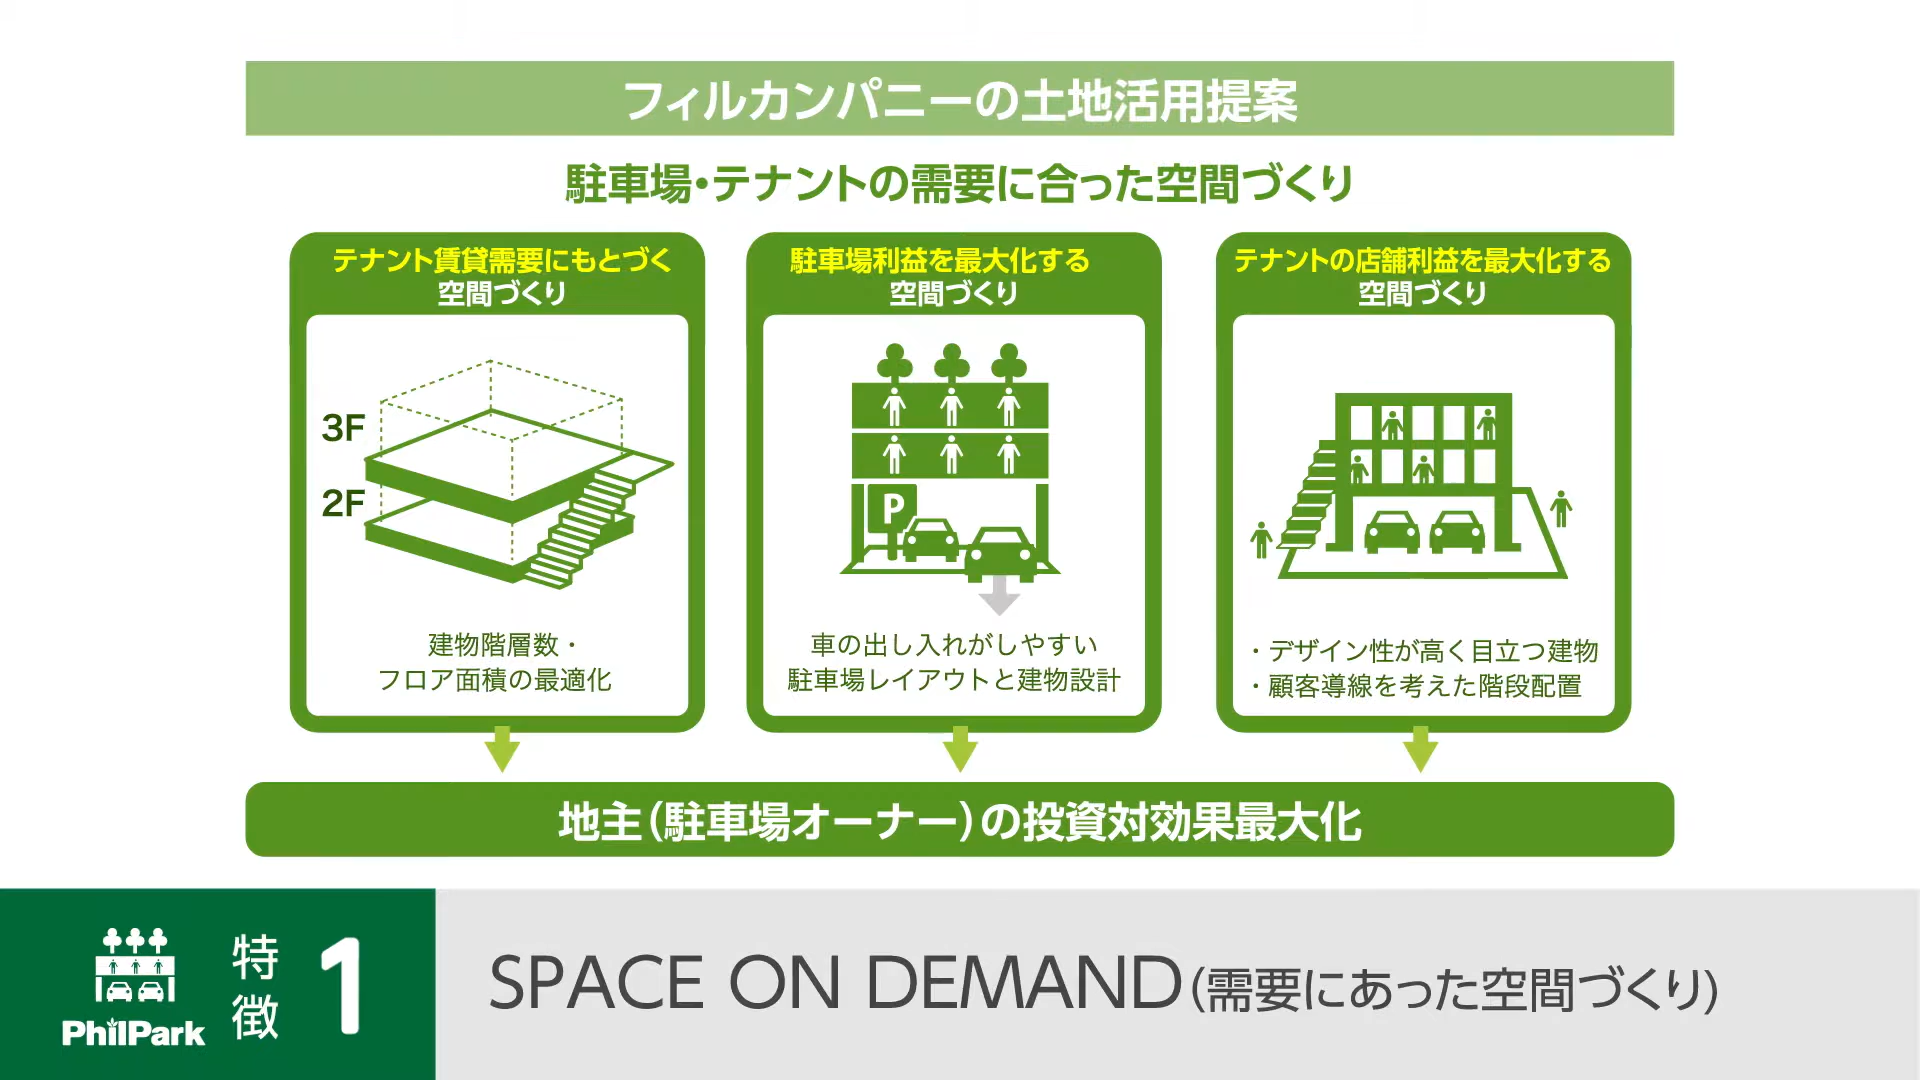 フィルカンパニーの土地活用提案
駐車場・テナントの需要に合った空間づくり
テナント賃貸需要にもとづく
空間づくり
3F
2F
建物階層数・
フロア面積の最適化
駐車場利益を最大化する
空間づくり
P
車の出し入れがしやすい
駐車場レイアウトと建物設計
テナントの店舗利益を最大化する
空間づくり
・デザイン性が高く目立つ建物
・顧客導線を考えた階段配置
地主(駐車場オーナー)の投資対効果最大化
PhilPark
特徴 1
SPACE ON DEMAND(需要にあった空間づくり)